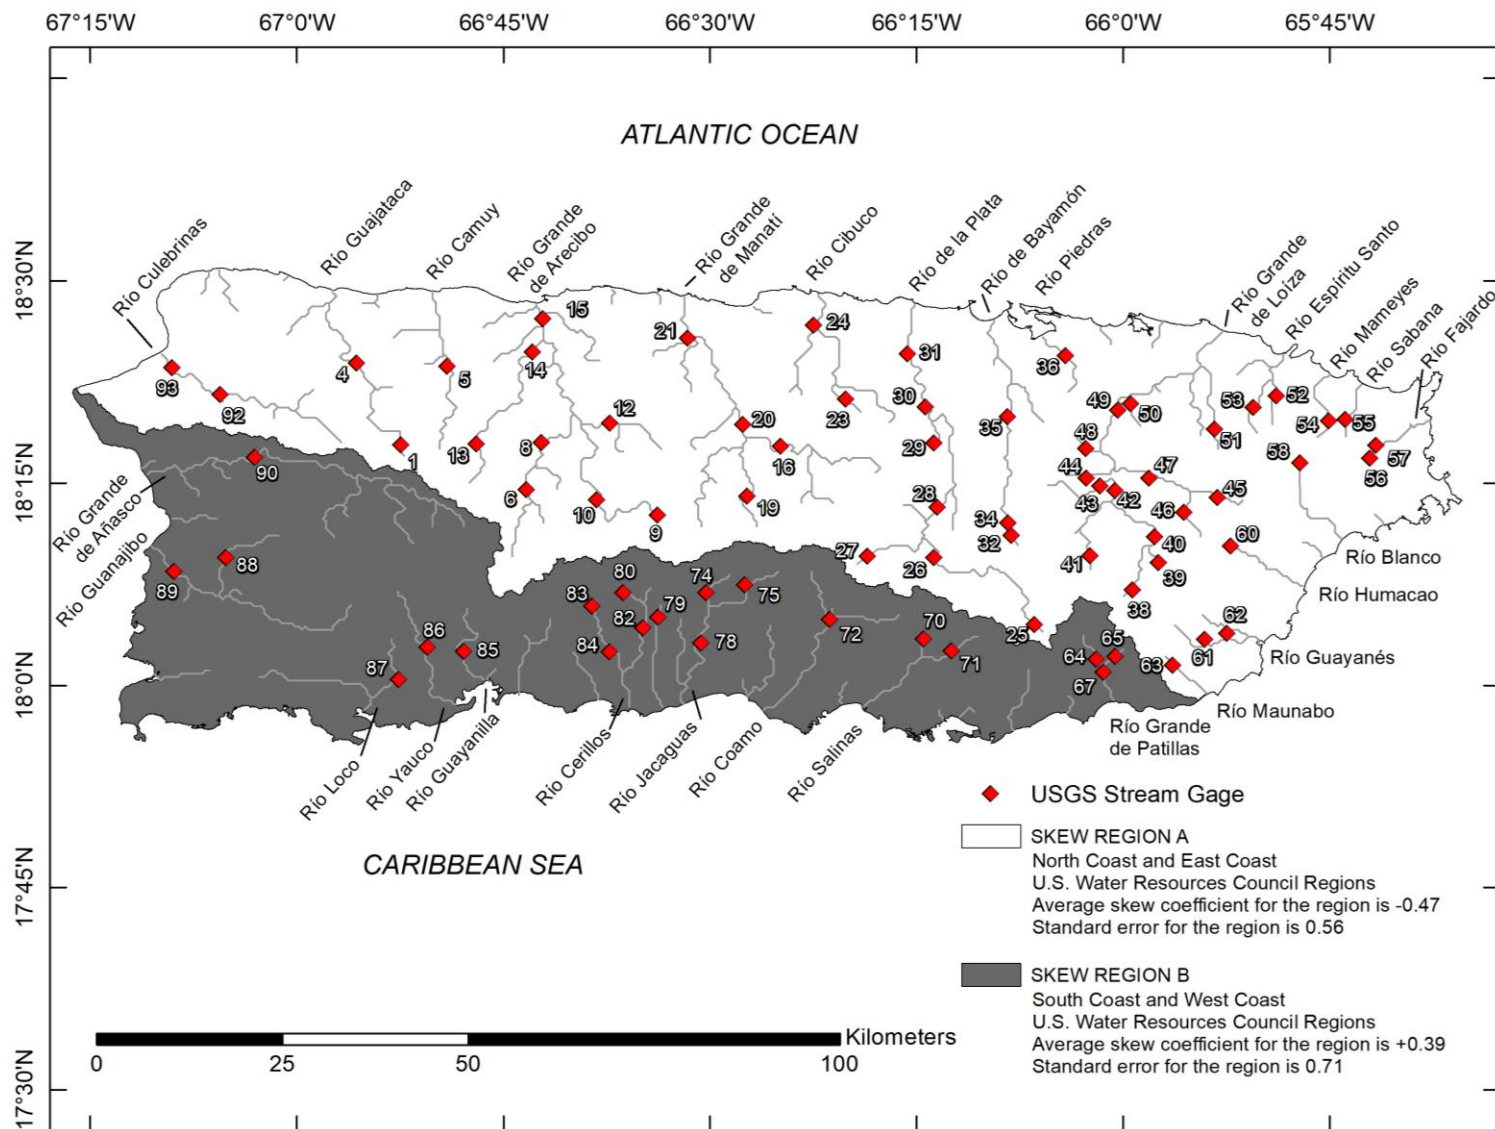 67°15'W
67°0'W
66°45'W
66°30'W
66°15'W
66°0'W
65°45'W
ATLANTIC OCEAN
Río Culebrinas
Río Guajataca
Río Camuy
Río Grande
de Arecibo
Río Grande
de Manatí
Río Cibuco
Río de la Plata
Río de Bayamón
Río Piedras
Río Grande
de Loíza
Río Espíritu Santo
Río Mameyes
Río Sabana
Río Fajardo
18°30'N
18°15'N
18°0'N
17°45'N
17°30'N
15
21
24
14
31
36
93
4
5
92
12
30
23
49
50
53
52
54
55
1
13
8
20
16
35
29
48
51
58
57
56
90
6
10
9
19
28
44
43
42
47
46
45
34
32
27
26
41
40
39
60
38
88
89
83
80
74
75
79
82
84
78
72
70
71
25
64
65
67
63
61
62
86
85
87
Río Grande
de Añasco
Río Guanajibo
Río Blanco
Río Humacao
Río Guayanés
Río Maunabo
Río Grande
de Patillas
Río Loco
Río Yauco
Río Guayanilla
Río Cerillos
Río Jacaguas
Río Coamo
Río Salinas
CARIBBEAN SEA
USGS Stream Gage
SKEW REGION A
North Coast and East Coast
U.S. Water Resources Council Regions
Average skew coefficient for the region is -0.47
Standard error for the region is 0.56
SKEW REGION B
South Coast and West Coast
U.S. Water Resources Council Regions
Average skew coefficient for the region is +0.39
Standard error for the region is 0.71
Kilometers
0
25
50
100